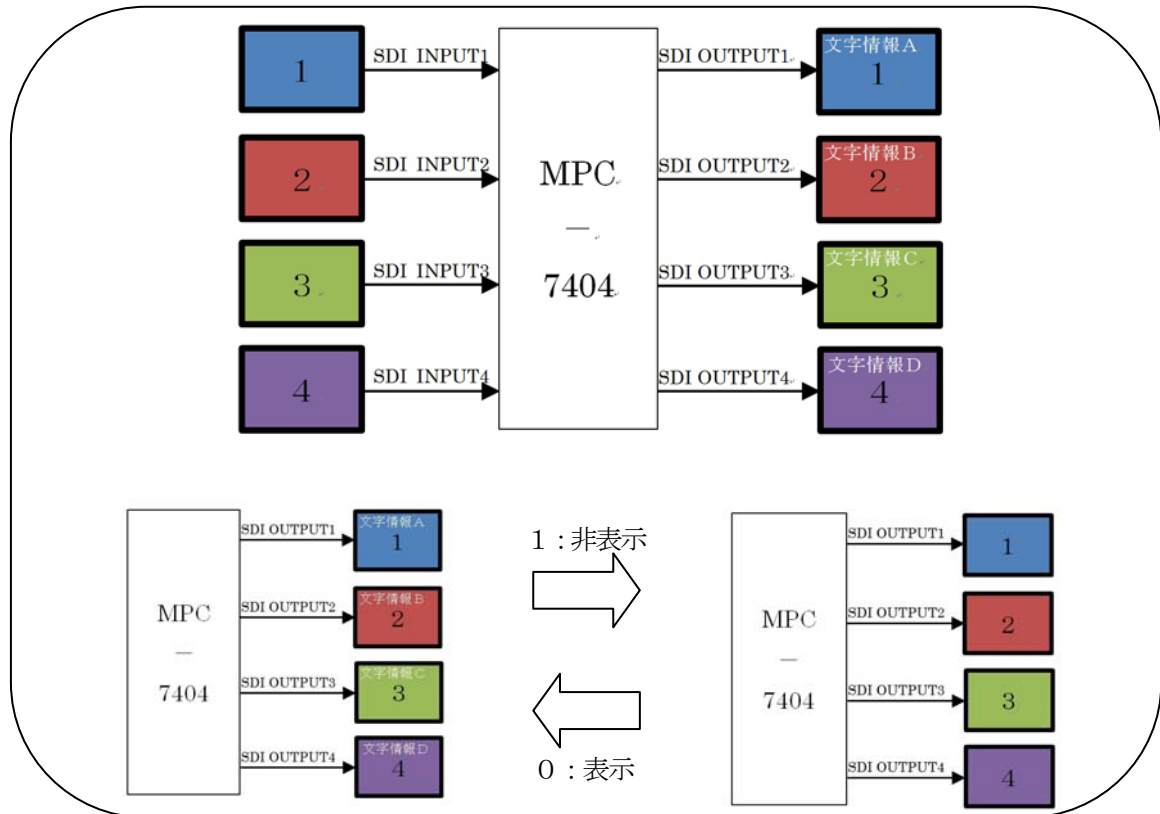 1
SDI INPUT1
2
SDI INPUT2
3
SDI INPUT3
4
SDI INPUT4
MPC
―
7404
SDI OUTPUT1
文字情報A
1
SDI OUTPUT2
文字情報B
2
SDI OUTPUT3
文字情報C
3
SDI OUTPUT4
文字情報D
4
MPC
―
7404
SDI OUTPUT1
文字情報A
1
SDI OUTPUT2
文字情報B
2
SDI OUTPUT3
文字情報C
3
SDI OUTPUT4
文字情報D
4
1:非表示
0:表示
MPC
―
7404
SDI OUTPUT1
1
SDI OUTPUT2
2
SDI OUTPUT3
3
SDI OUTPUT4
4